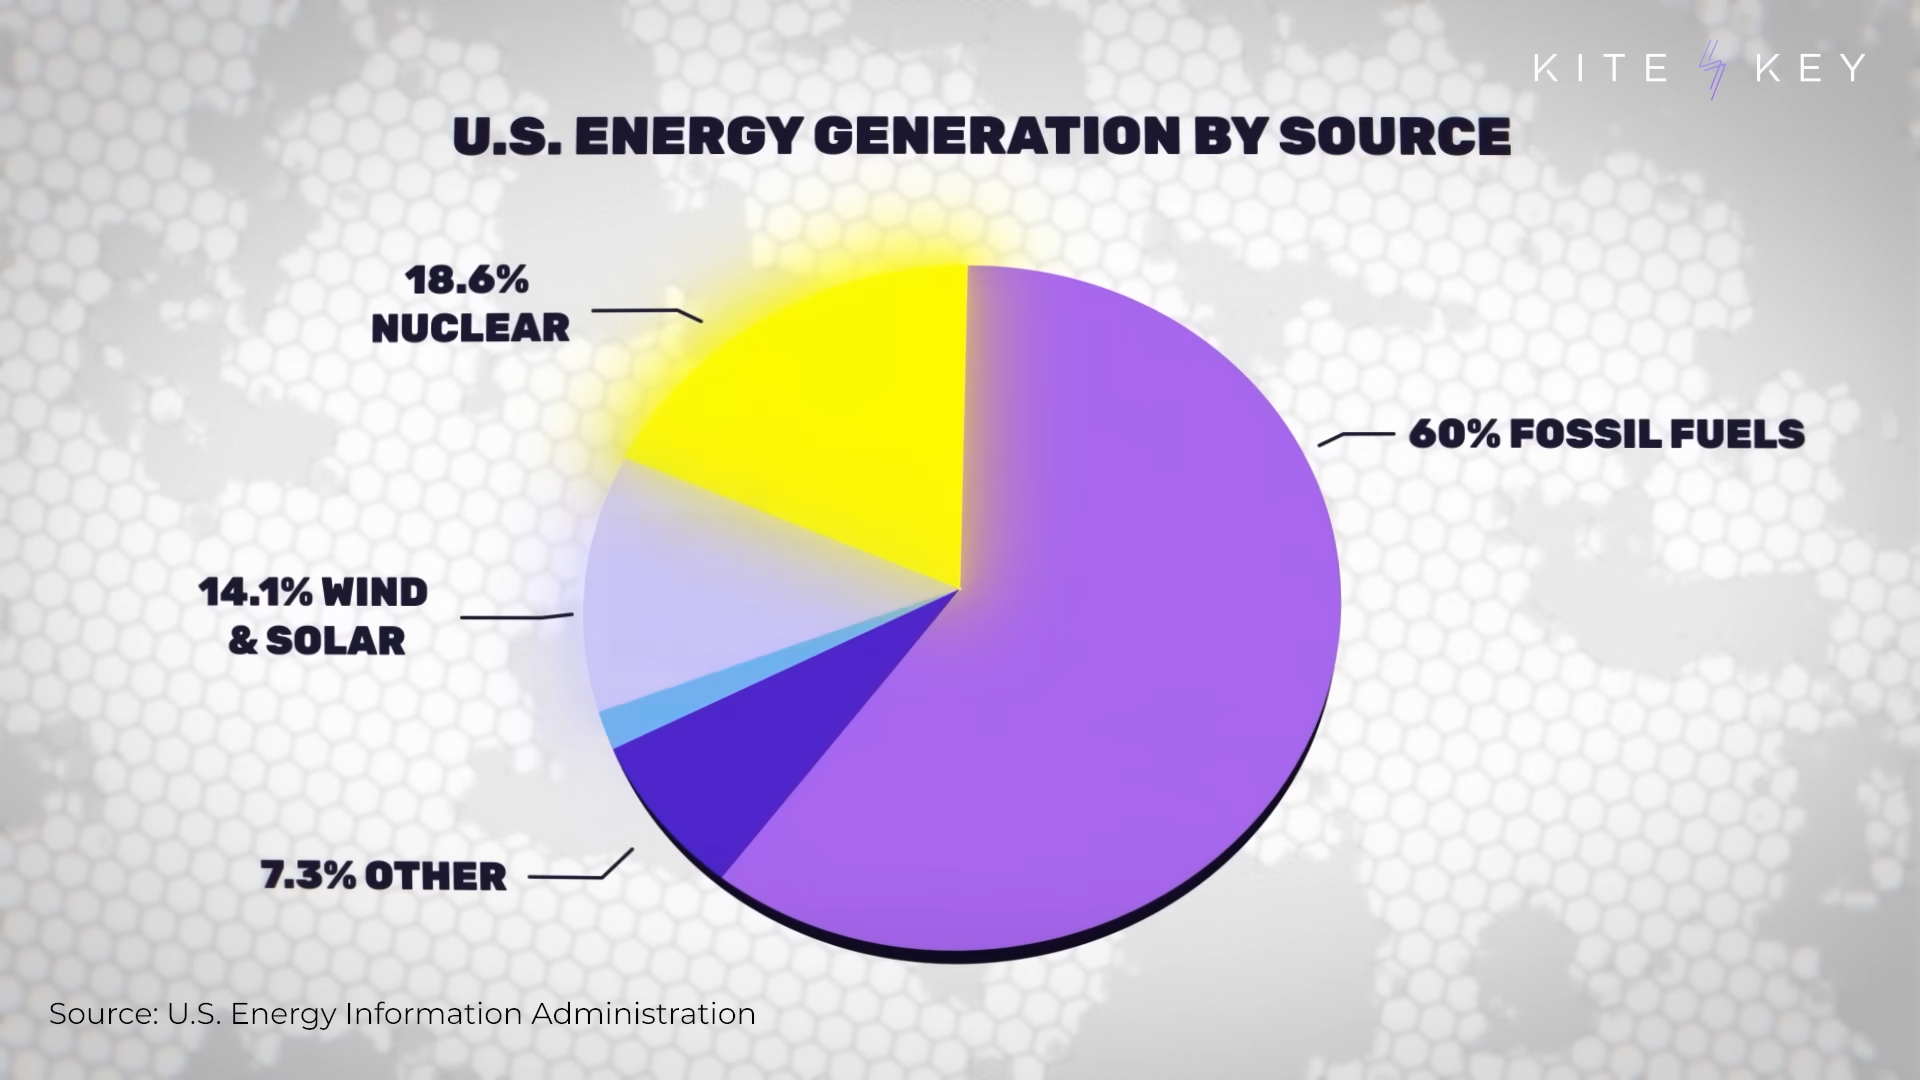 KITE KEY
U.S. ENERGY GENERATION BY SOURCE
18.6%
NUCLEAR
60% FOSSIL FUELS
14.1% WIND
& SOLAR
7.3% OTHER
Source: U.S. Energy Information Administration